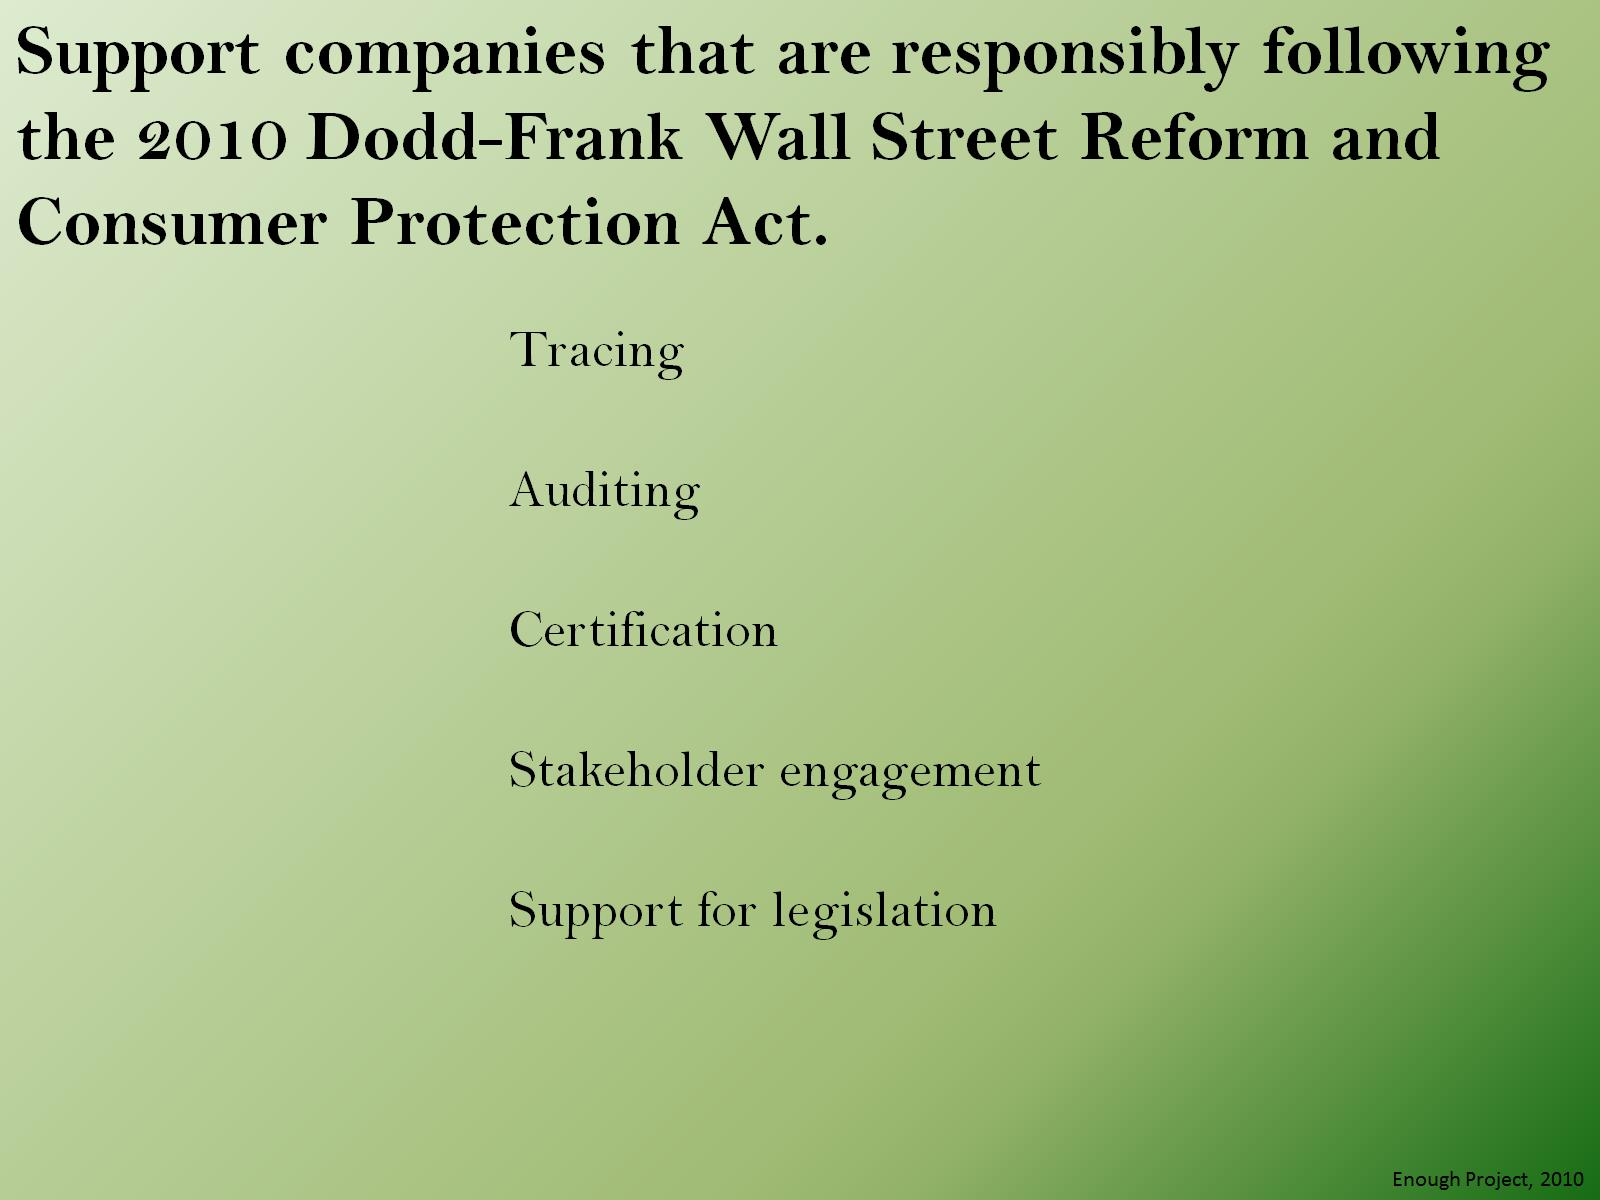 Support companies that are responsibly following
the 2010 Dodd-Frank Wall Street Reform and
Consumer Protection Act.
Tracing
Auditing
Certification
Stakeholder engagement
Support for legislation
Enough Project, 2010